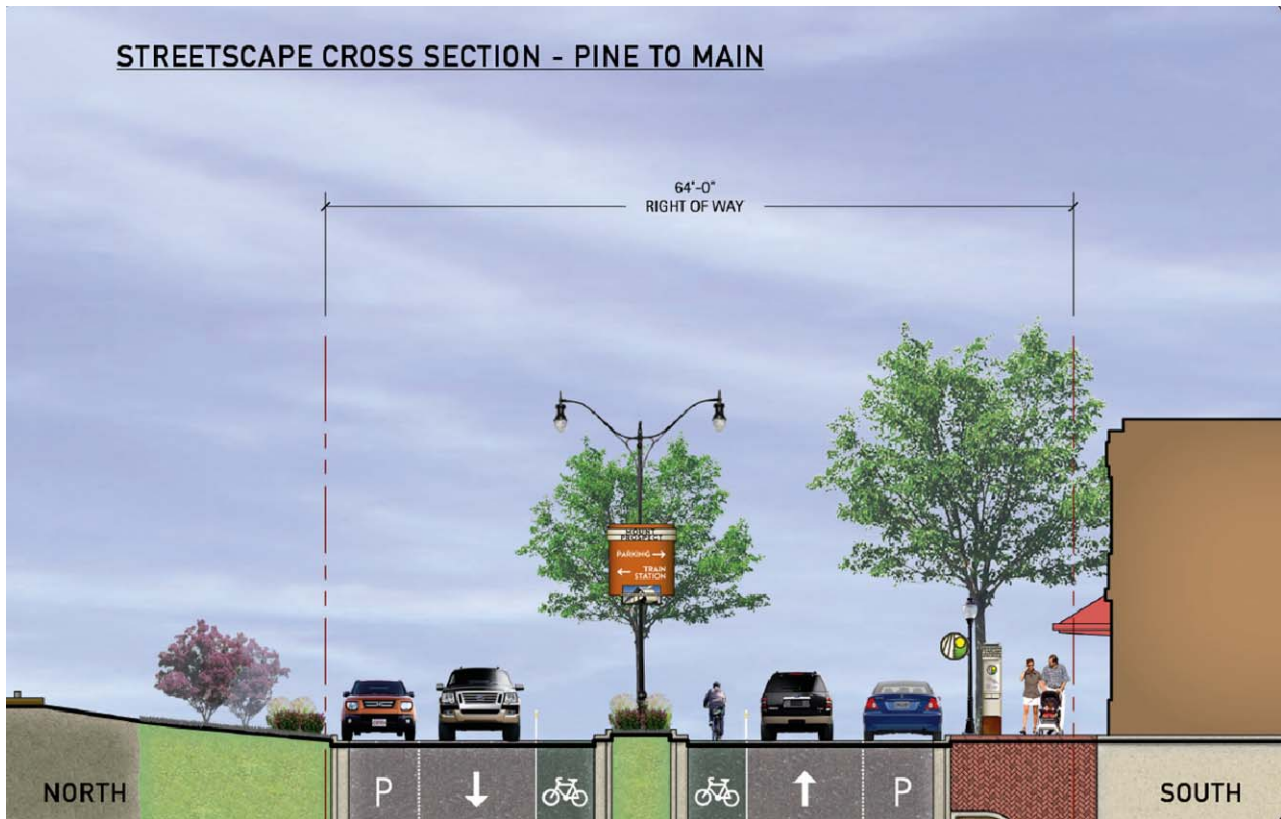 STREETSCAPE CROSS SECTION - PINE TO MAIN
64'-0"
RIGHT OF WAY
MOUNT
PROSPECT
PARKING →
← TRAIN
STATION
P
P
NORTH
SOUTH